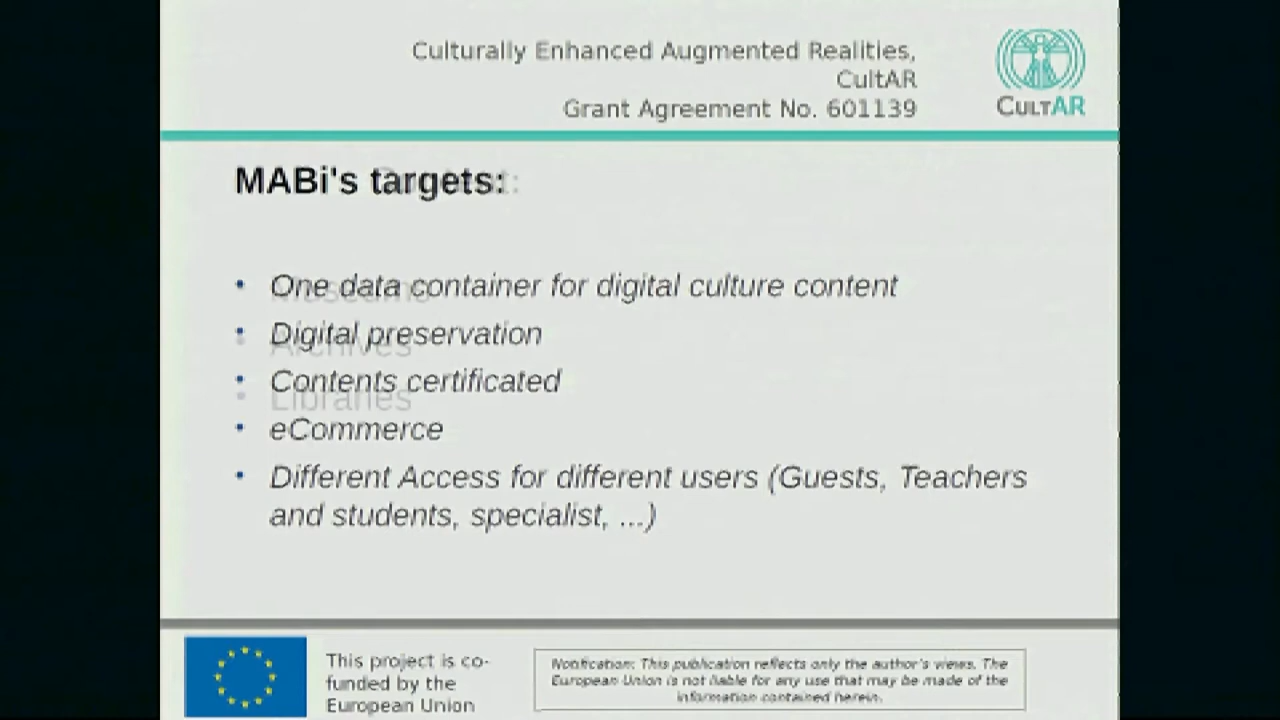 Culturally Enhanced Augmented Realities,
CultAR
Grant Agreement No. 601139
CULTAR
MABi's targets:
• One data container for digital culture content
• Digital preservation
Archives
• Contents certificated
• Libraries
• eCommerce
• Different Access for different users (Guests, Teachers
and students, specialist, ...)
This project is co-
funded by the
European Union
Notification: This publication reflects only the author's views. The
European Union is not liable for any use that may be made of the
information contained herein.